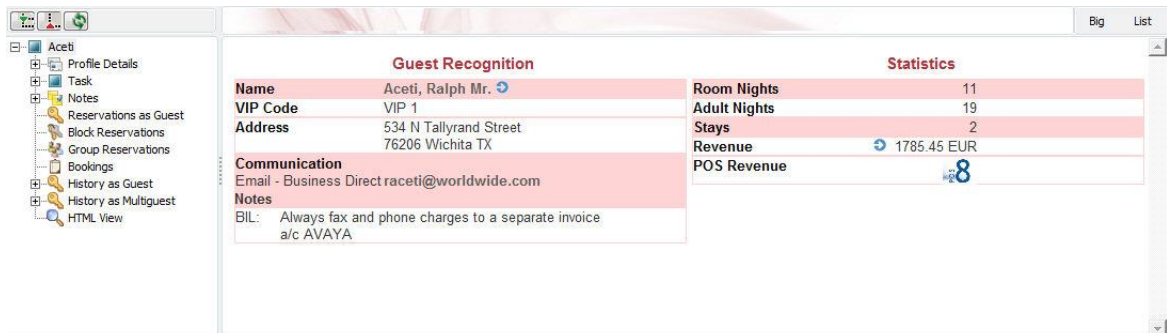 Big List
Aceti
Profile Details
Task
Notes
Reservations as Guest
Block Reservations
Group Reservations
Bookings
History as Guest
History as Multiguest
HTML View
Guest Recognition
Name Aceti, Ralph Mr.
VIP Code VIP 1
Address 534 N Tallyrand Street
76206 Wichita TX
Communication
Email - Business Direct raceti@worldwide.com
Notes
BIL: Always fax and phone charges to a separate invoice
a/c AVAYA
Statistics
Room Nights 11
Adult Nights 19
Stays 2
Revenue 1785.45 EUR
POS Revenue 8